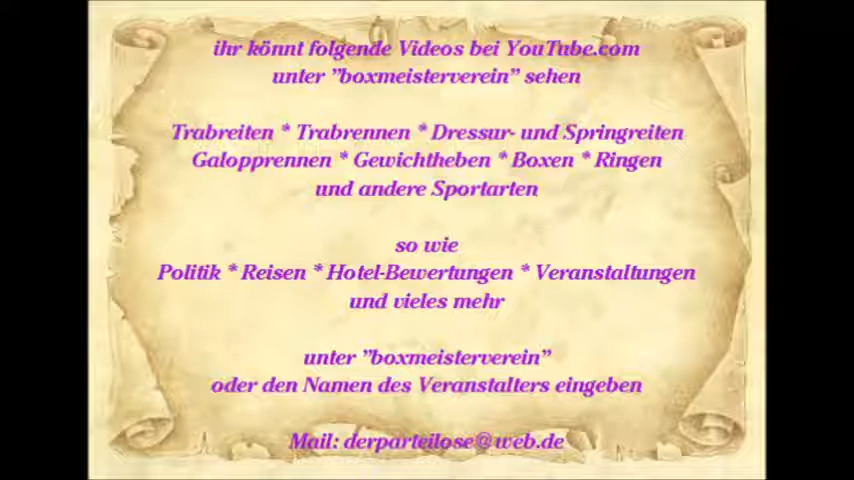 ihr könnt folgende Videos bei YouTube.com
unter "boxmeisterverein" sehen
Trabreiten * Trabrennen * Dressur- und Springreiten
Galopprennen * Gewichtheben * Boxen * Ringen
und andere Sportarten
so wie
Politik * Reisen * Hotel-Bewertungen * Veranstaltungen
und vieles mehr
unter "boxmeisterverein"
oder den Namen des Veranstalters eingeben
Mail: derparteilose@web.de